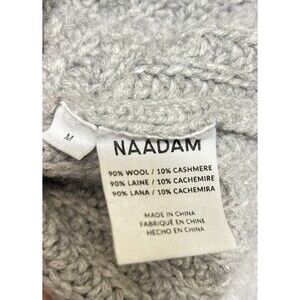 M
NAADAM
90% WOOL / 10% CASHMERE
90% LAINE / 10% CACHEMIRE
90% LANA / 10% CACHEMIRA
MADE IN CHINA
FABRIQUÉ EN CHINE
HECHO EN CHINA